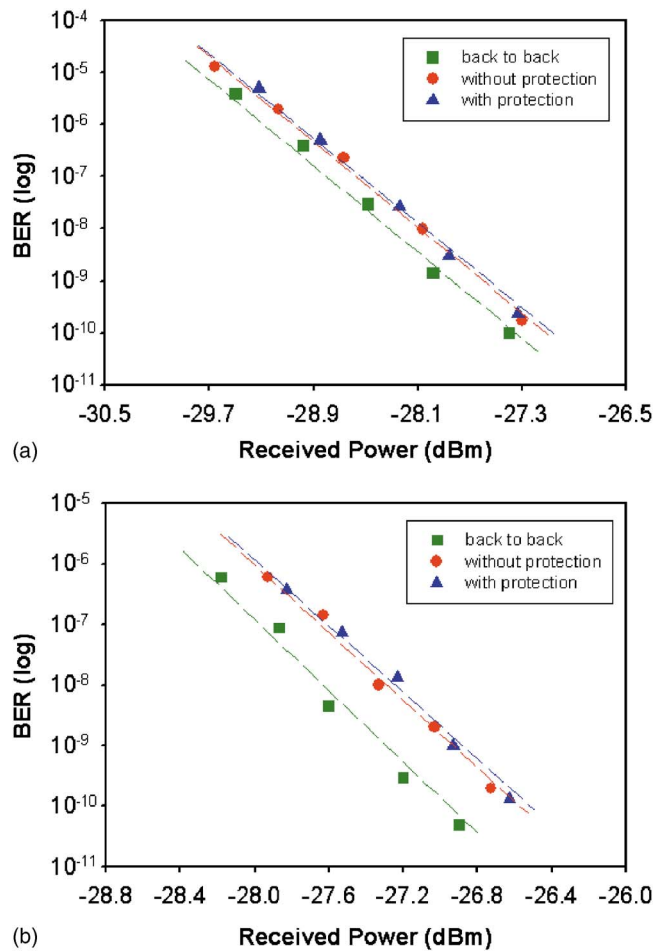 10⁻⁴
10⁻⁵
10⁻⁶
10⁻⁷
10⁻⁸
10⁻⁹
10⁻¹⁰
10⁻¹¹
BER (log)
back to back
without protection
with protection
-30.5 -29.7 -28.9 -28.1 -27.3 -26.5
Received Power (dBm)
(a)
10⁻⁵
10⁻⁶
10⁻⁷
10⁻⁸
10⁻⁹
10⁻¹⁰
10⁻¹¹
BER (log)
back to back
without protection
with protection
-28.8 -28.4 -28.0 -27.6 -27.2 -26.8 -26.4 -26.0
Received Power (dBm)
(b)